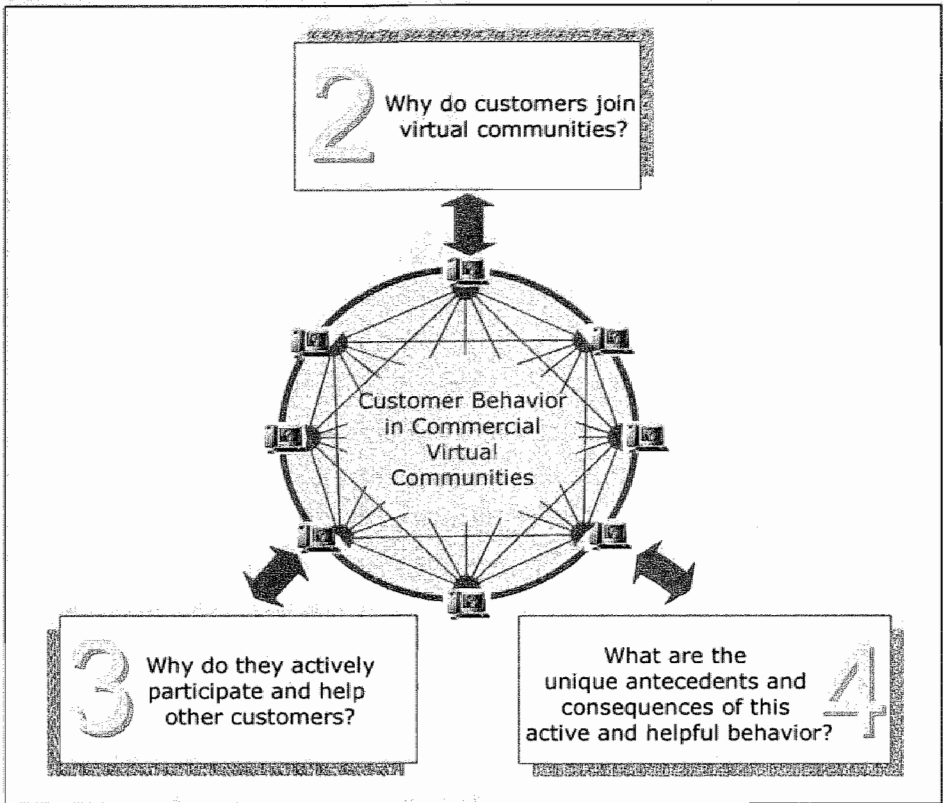 2
Why do customers join
virtual communities?
Customer Behavior
in Commercial
Virtual
Communities
3
Why do they actively
participate and help
other customers?
What are the
unique antecedents and
consequences of this
active and helpful behavior?
4